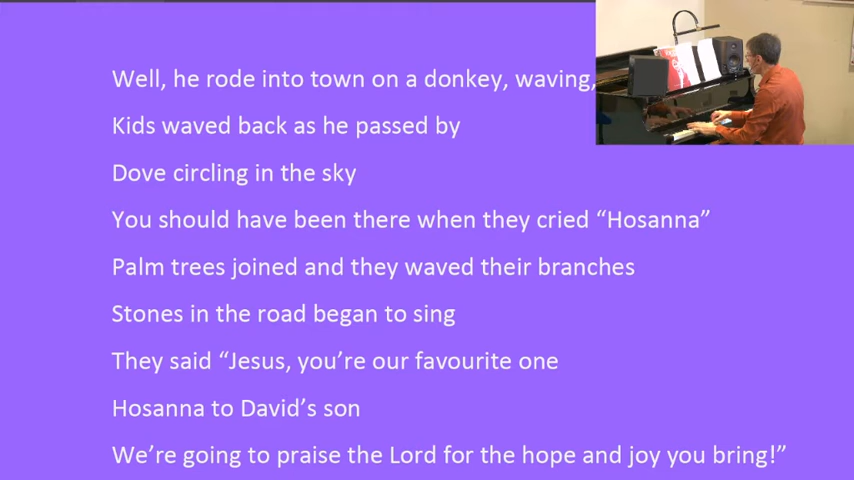 Well, he rode into town on a donkey, waving,
Kids waved back as he passed by
Dove circling in the sky
You should have been there when they cried “Hosanna”
Palm trees joined and they waved their branches
Stones in the road began to sing
They said “Jesus, you’re our favourite one
Hosanna to David’s son
We’re going to praise the Lord for the hope and joy you bring!”